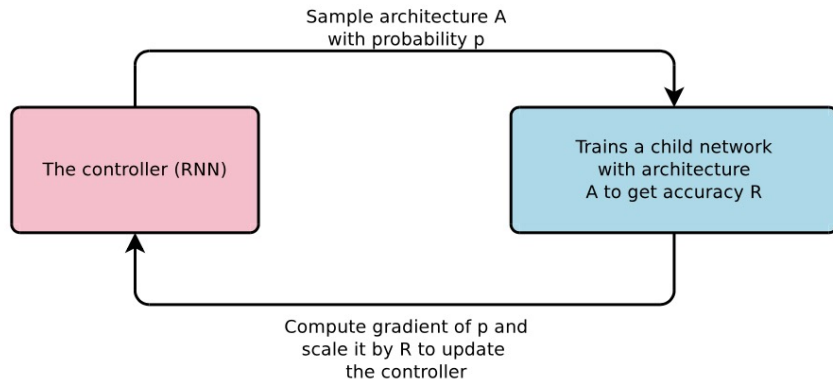 Sample architecture A
with probability p
The controller (RNN)
Trains a child network
with architecture
A to get accuracy R
Compute gradient of p and
scale it by R to update
the controller